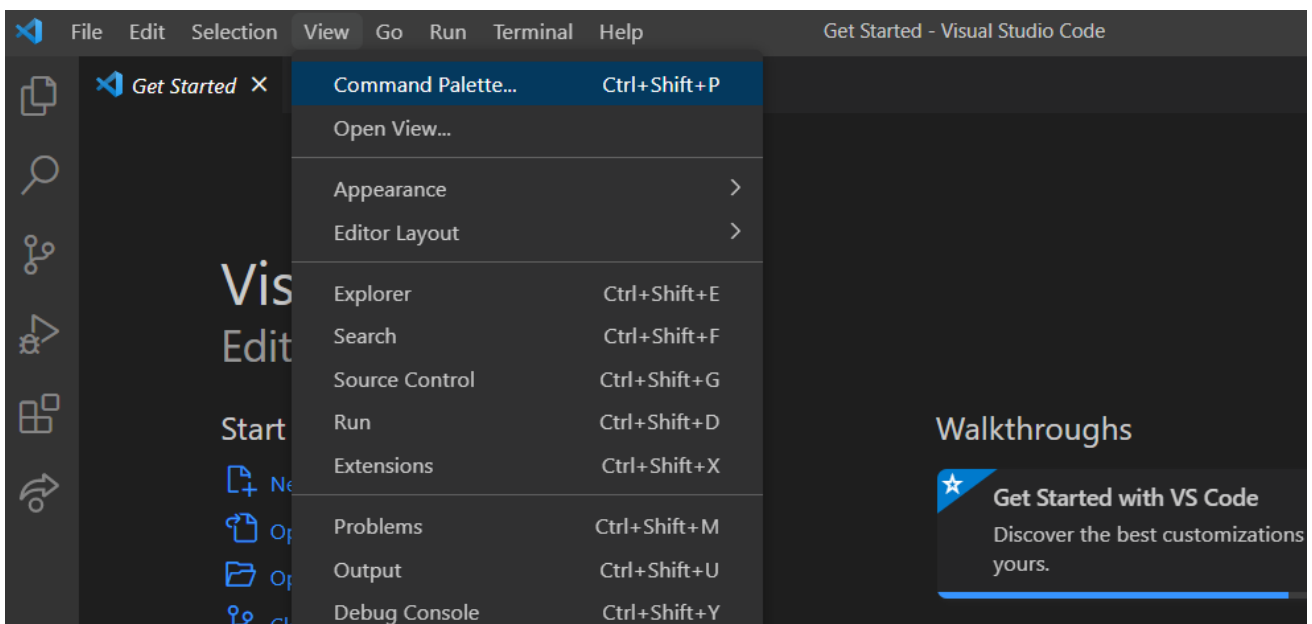 File Edit Selection View Go Run Terminal Help Get Started - Visual Studio Code
Get Started
Command Palette... Ctrl+Shift+P
Open View...
Appearance
Editor Layout
Explorer Ctrl+Shift+E
Search Ctrl+Shift+F
Source Control Ctrl+Shift+G
Run Ctrl+Shift+D
Extensions Ctrl+Shift+X
Problems Ctrl+Shift+M
Output Ctrl+Shift+U
Debug Console Ctrl+Shift+Y
Vis
Edit
Start
Ne
Op
Op
Walkthroughs
Get Started with VS Code
Discover the best customizations
yours.